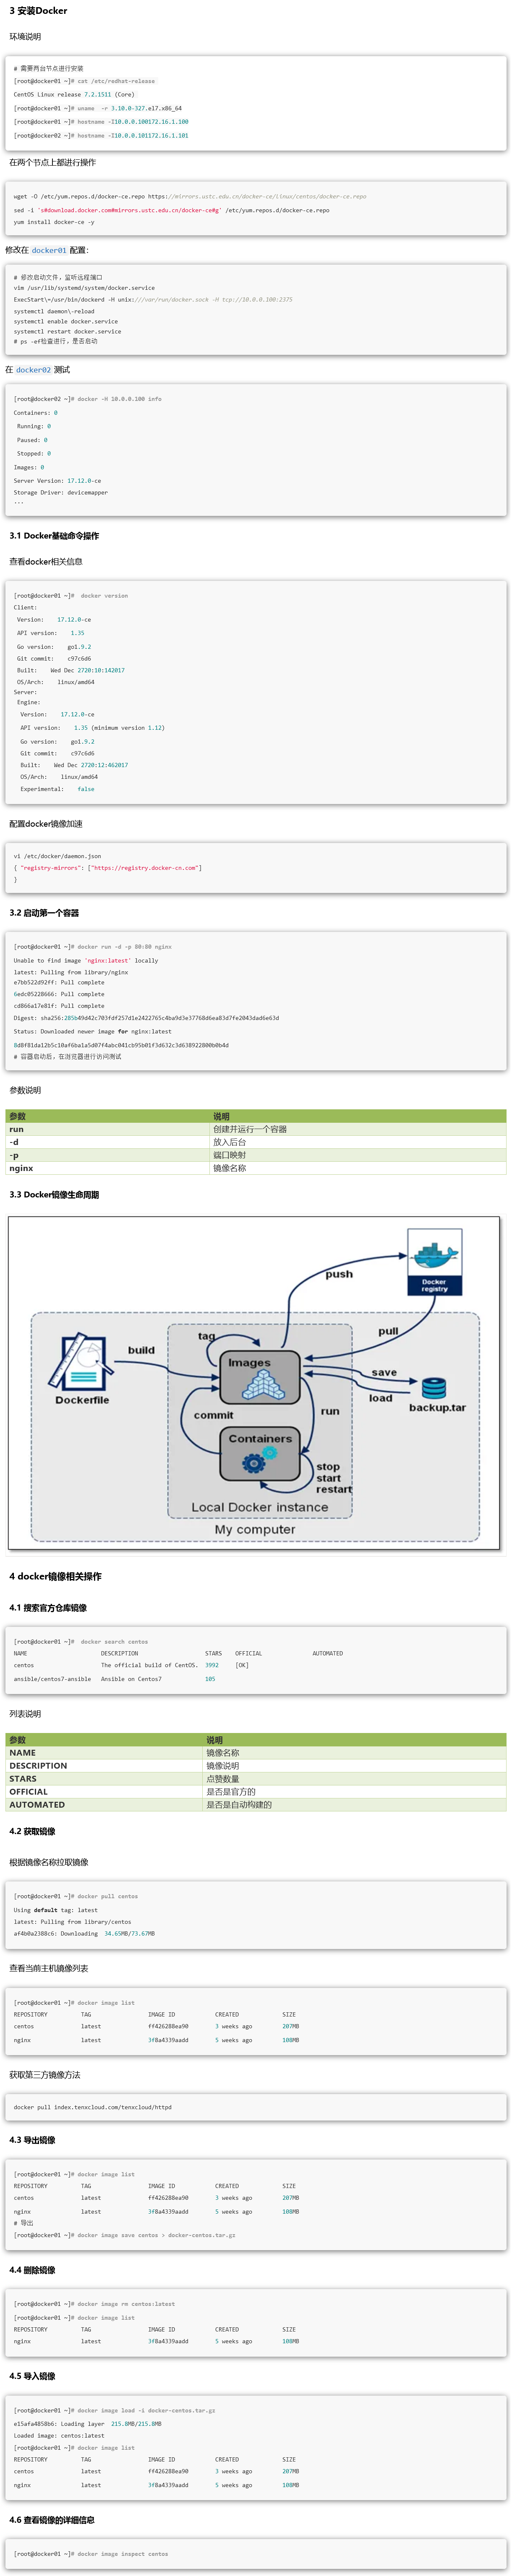 3 安装Docker
环境说明
# 需要两台节点进行安装
[root@docker01 ~]# cat /etc/redhat-release
CentOS Linux release 7.2.1511 (Core)
[root@docker01 ~]# uname  -r 3.10.0-327.el7.x86_64
[root@docker01 ~]# hostname -I10.0.0.100172.16.1.100
[root@docker02 ~]# hostname -I10.0.0.101172.16.1.101
在两个节点上都进行操作
wget -O /etc/yum.repos.d/docker-ce.repo https://mirrors.ustc.edu.cn/docker-ce/linux/centos/docker-ce.repo
sed -i 's#download.docker.com#mirrors.ustc.edu.cn/docker-ce#g' /etc/yum.repos.d/docker-ce.repo
yum install docker-ce -y
修改在 docker01 配置：
# 修改启动文件，监听远程端口
vim /usr/lib/systemd/system/docker.service
ExecStart\=/usr/bin/dockerd -H unix:///var/run/docker.sock -H tcp://10.0.0.100:2375
systemctl daemon\-reload
systemctl enable docker.service
systemctl restart docker.service
# ps -ef检查进行，是否启动
在 docker02 测试
[root@docker02 ~]# docker -H 10.0.0.100 info
Containers: 0
Running: 0
Paused: 0
Stopped: 0
Images: 0
Server Version: 17.12.0-ce
Storage Driver: devicemapper
...
3.1 Docker基础命令操作
查看docker相关信息
[root@docker01 ~]#  docker version
Client:
Version:    17.12.0-ce
API version:    1.35
Go version:    go1.9.2
Git commit:    c97c6d6
Built:    Wed Dec 2720:10:142017
OS/Arch:    linux/amd64
Server:
Engine:
Version:    17.12.0-ce
API version:    1.35 (minimum version 1.12)
Go version:    go1.9.2
Git commit:    c97c6d6
Built:    Wed Dec 2720:12:462017
OS/Arch:    linux/amd64
Experimental:    false
配置docker镜像加速
vi /etc/docker/daemon.json
{ "registry-mirrors": ["https://registry.docker-cn.com"]
}
3.2 启动第一个容器
[root@docker01 ~]# docker run -d -p 80:80 nginx
Unable to find image 'nginx:latest' locally
latest: Pulling from library/nginx
e7bb522d92ff: Pull complete
6edc05228666: Pull complete
cd866a17e81f: Pull complete
Digest: sha256:285b49d42c703fdf257d1e2422765c4ba9d3e37768d6ea83d7fe2043dad6e63d
Status: Downloaded newer image for nginx:latest
8d8f81da12b5c10af6ba1a5d07f4abc041cb95b01f3d632c3d638922800b0b4d
# 容器启动后，在浏览器进行访问测试
参数说明
参数 说明
run 创建并运行一个容器
-d 放入后台
-p 端口映射
nginx 镜像名称
3.3 Docker镜像生命周期
Docker
registry
push
pull
tag
build
Images
save
load
Dockerfile
backup.tar
commit
run
Containers
stop
start
restart
Local Docker instance
My computer
4 docker镜像相关操作
4.1 搜索官方仓库镜像
[root@docker01 ~]#  docker search centos
NAME DESCRIPTION STARS OFFICIAL AUTOMATED
centos The official build of CentOS. 3992 [OK]
ansible/centos7-ansible Ansible on Centos7 105
列表说明
参数 说明
NAME 镜像名称
DESCRIPTION 镜像说明
STARS 点赞数量
OFFICIAL 是否是官方的
AUTOMATED 是否是自动构建的
4.2 获取镜像
根据镜像名称拉取镜像
[root@docker01 ~]# docker pull centos
Using default tag: latest
latest: Pulling from library/centos
af4b0a2388c6: Downloading  34.65MB/73.67MB
查看当前主机镜像列表
[root@docker01 ~]# docker image list
REPOSITORY TAG IMAGE ID CREATED SIZE
centos latest ff426288ea90 3 weeks ago 207MB
nginx latest 3f8a4339aadd 5 weeks ago 108MB
获取第三方镜像方法
docker pull index.tenxcloud.com/tenxcloud/httpd
4.3 导出镜像
[root@docker01 ~]# docker image list
REPOSITORY TAG IMAGE ID CREATED SIZE
centos latest ff426288ea90 3 weeks ago 207MB
nginx latest 3f8a4339aadd 5 weeks ago 108MB
# 导出
[root@docker01 ~]# docker image save centos > docker-centos.tar.gz
4.4 删除镜像
[root@docker01 ~]# docker image rm centos:latest
[root@docker01 ~]# docker image list
REPOSITORY TAG IMAGE ID CREATED SIZE
nginx latest 3f8a4339aadd 5 weeks ago 108MB
4.5 导入镜像
[root@docker01 ~]# docker image load -i docker-centos.tar.gz
e15afa4858b6: Loading layer  215.8MB/215.8MB
Loaded image: centos:latest
[root@docker01 ~]# docker image list
REPOSITORY TAG IMAGE ID CREATED SIZE
centos latest ff426288ea90 3 weeks ago 207MB
nginx latest 3f8a4339aadd 5 weeks ago 108MB
4.6 查看镜像的详细信息
[root@docker01 ~]# docker image inspect centos